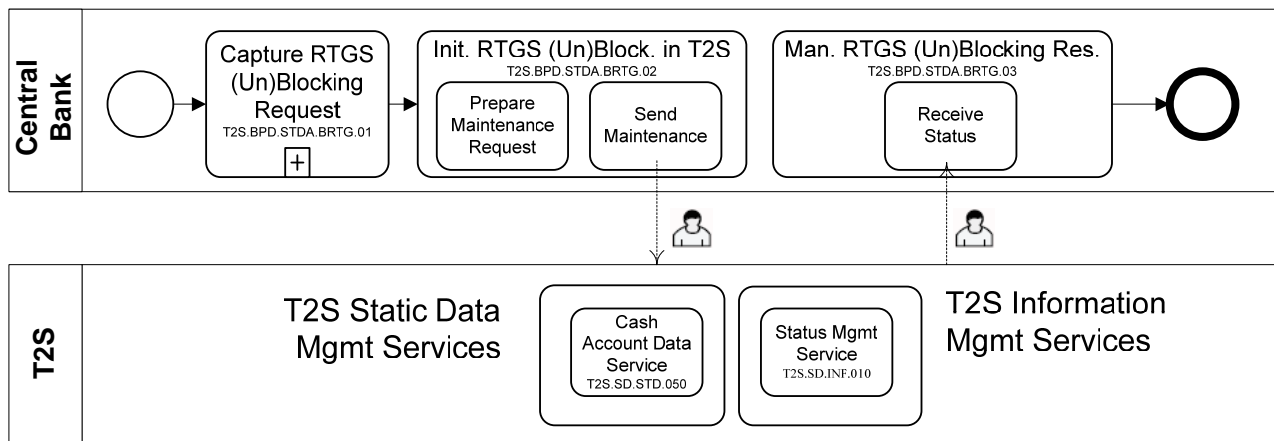 Central
Bank
Capture RTGS
(Un)Blocking
Request
T2S.BPD.STDA.BRTG.01
+
Init. RTGS (Un)Block. in T2S
T2S.BPD.STDA.BRTG.02
Prepare
Maintenance
Request
Send
Maintenance
Man. RTGS (Un)Blocking Res.
T2S.BPD.STDA.BRTG.03
Receive
Status
T2S
T2S Static Data
Mgmt Services
Cash
Account Data
Service
T2S.SD.STD.050
Status Mgmt
Service
T2S.SD.INF.010
T2S Information
Mgmt Services